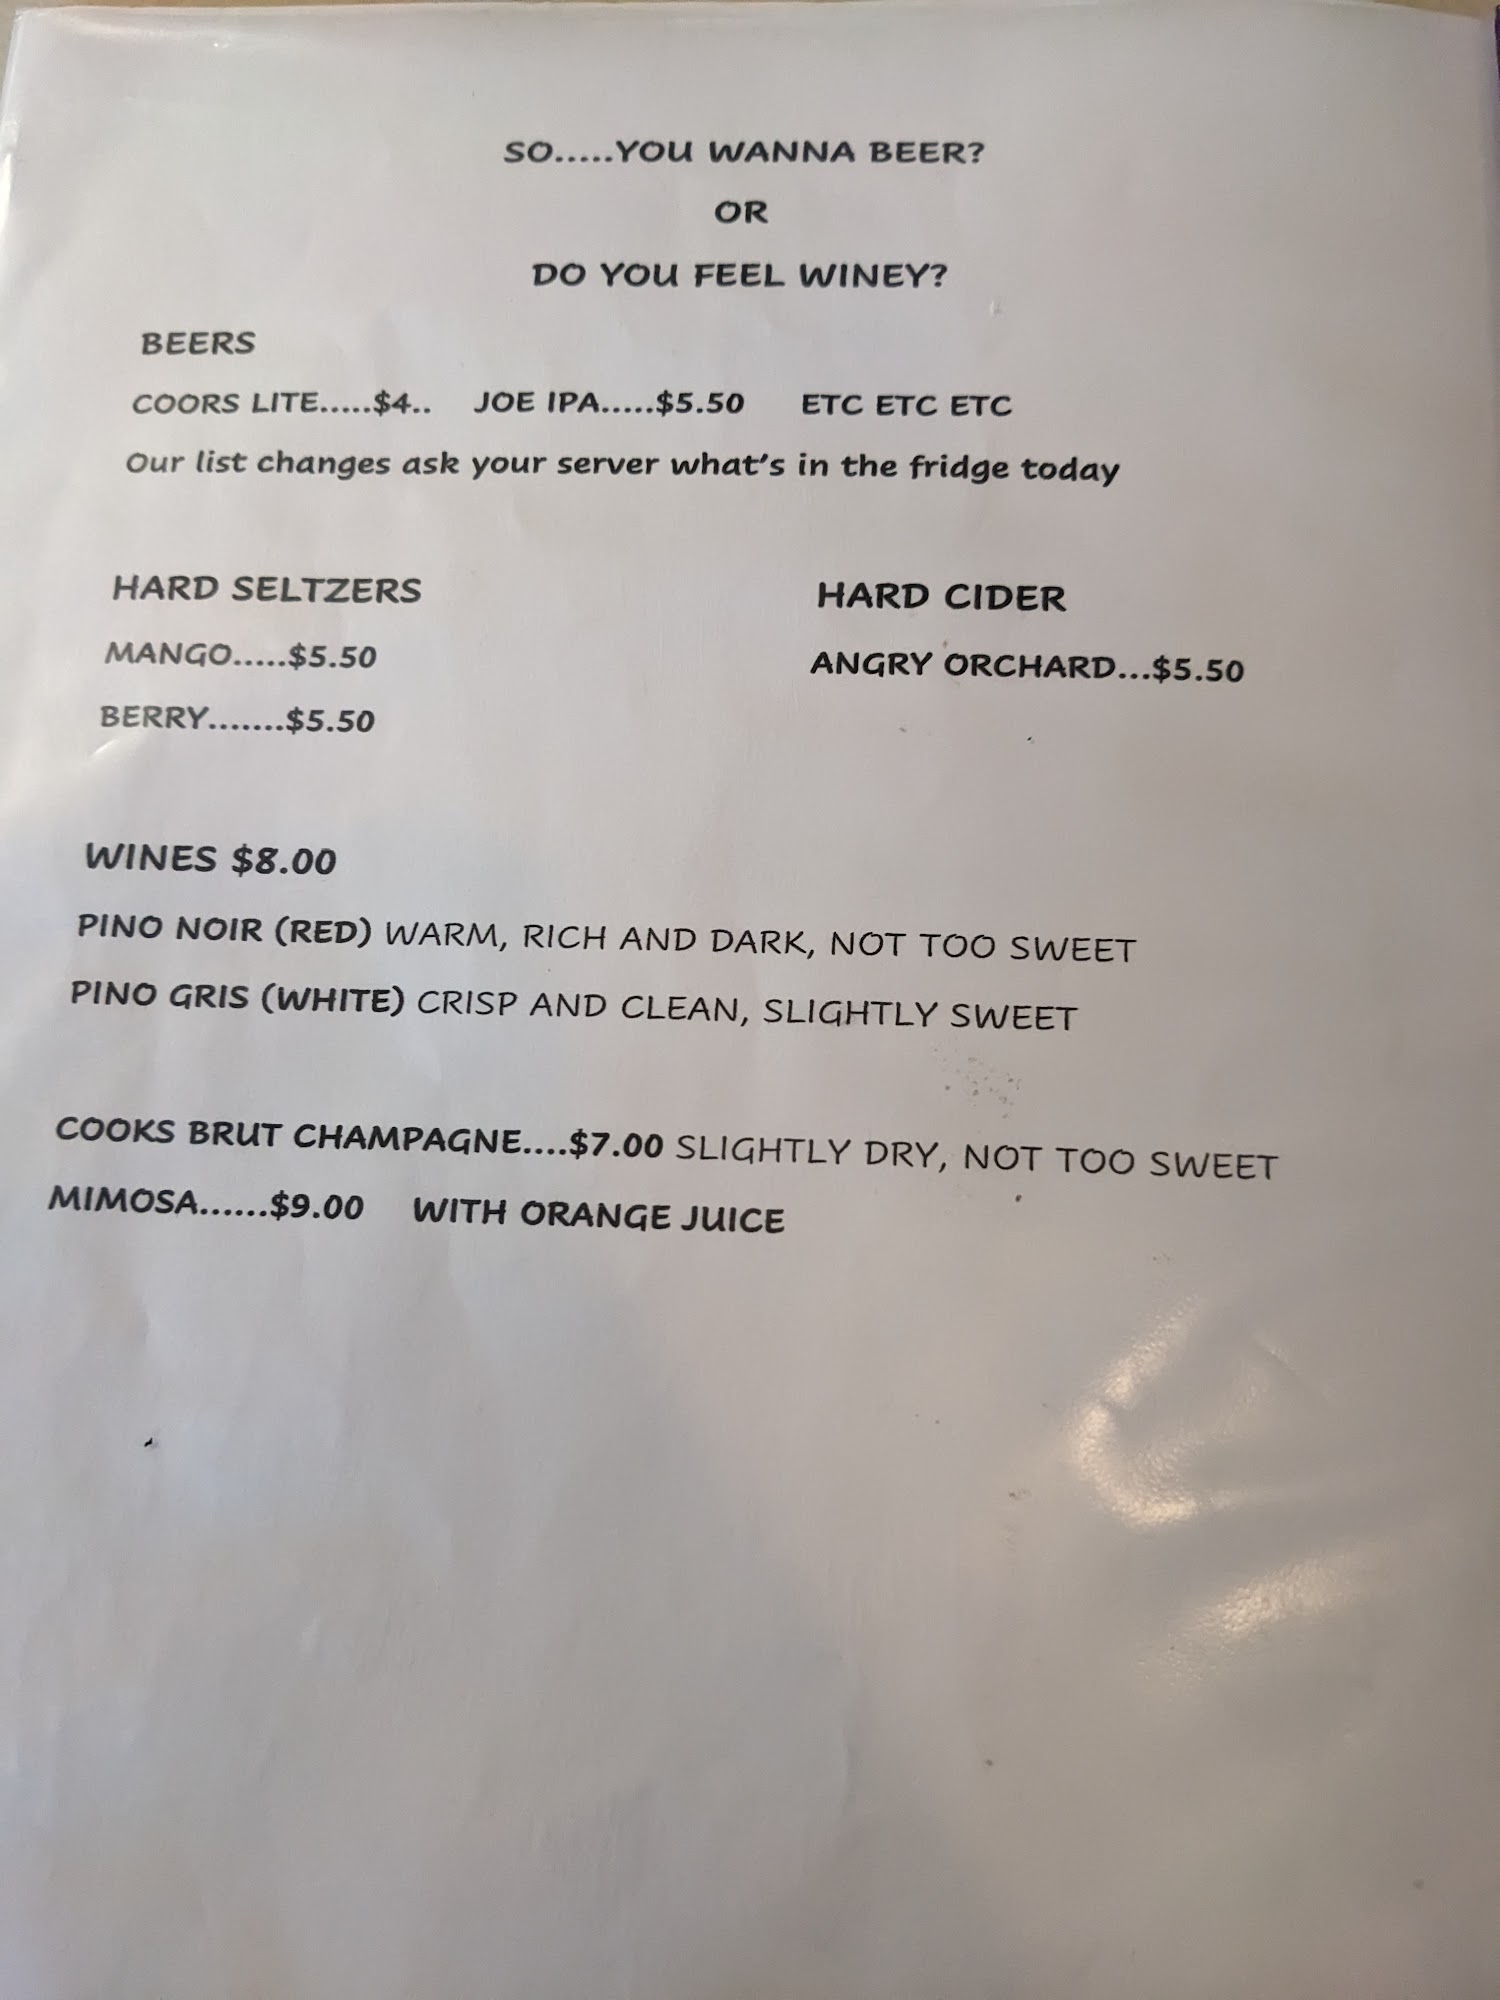 SO.....YOU WANNA BEER?
OR
DO YOU FEEL WINEY?
BEERS
COORS LITE.....$4.. JOE IPA.....$5.50 ETC ETC ETC
Our list changes ask your server what's in the fridge today
HARD SELTZERS
MANGO.....$5.50
BERRY.......$5.50
HARD CIDER
ANGRY ORCHARD...$5.50
WINES $8.00
PINO NOIR (RED) WARM, RICH AND DARK, NOT TOO SWEET
PINO GRIS (WHITE) CRISP AND CLEAN, SLIGHTLY SWEET
COOKS BRUT CHAMPAGNE....$7.00 SLIGHTLY DRY, NOT TOO SWEET
MIMOSA......$9.00 WITH ORANGE JUICE